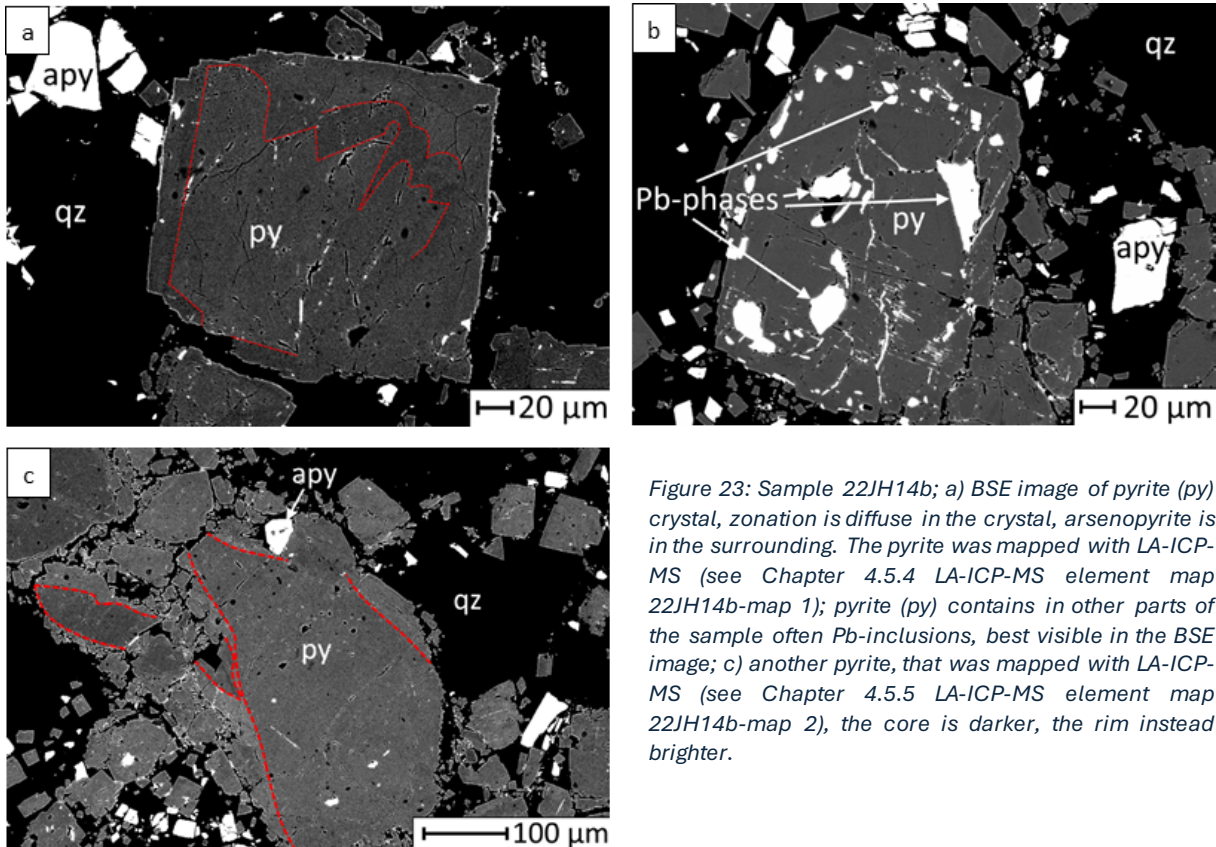 a
apy
qz
py
20 µm
b
qz
Pb-phases
py
apy
20 µm
c
apy
qz
py
100 µm
Figure 23: Sample 22JH14b; a) BSE image of pyrite (py)
crystal, zonation is diffuse in the crystal, arsenopyrite is
in the surrounding. The pyrite was mapped with LA-ICP-
MS (see Chapter 4.5.4 LA-ICP-MS element map
22JH14b-map 1); pyrite (py) contains in other parts of
the sample often Pb-inclusions, best visible in the BSE
image; c) another pyrite, that was mapped with LA-ICP-
MS (see Chapter 4.5.5 LA-ICP-MS element map
22JH14b-map 2), the core is darker, the rim instead
brighter.